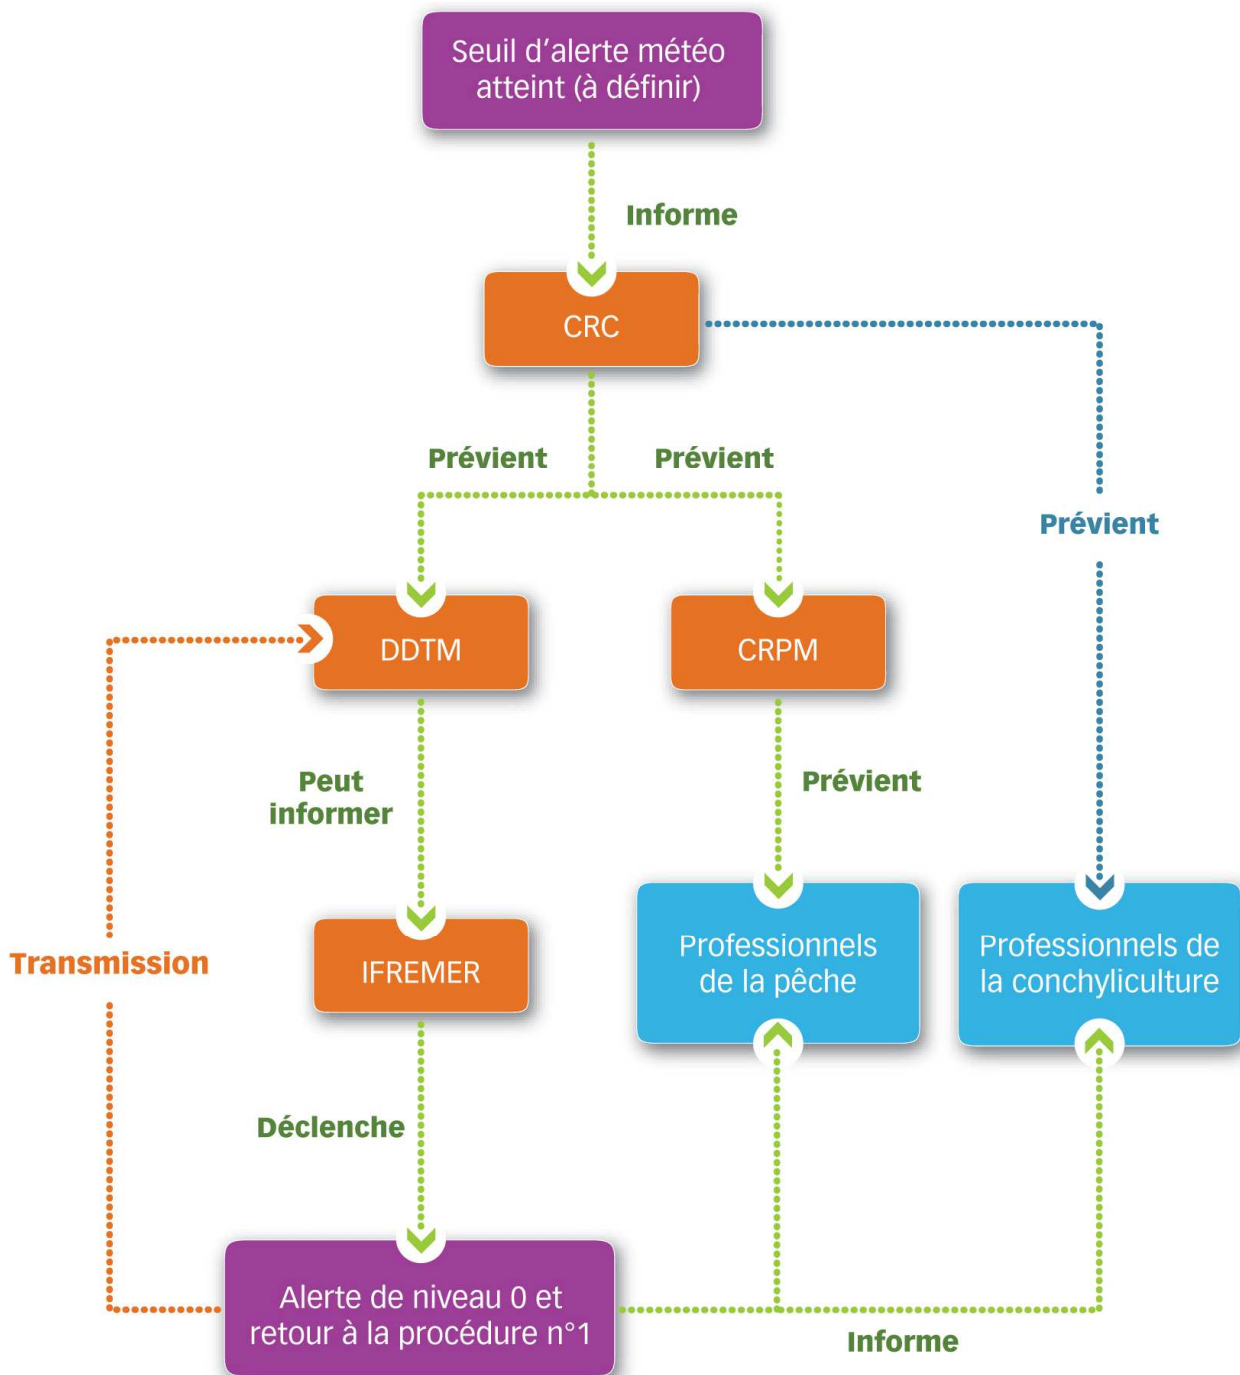 Seuil d'alerte météo
atteint (à définir)
Informe
CRC
Prévient
Prévient
Prévient
DDTM
CRPM
Peut
informer
Prévient
Transmission
IFREMER
Professionnels
de la pêche
Professionnels de
la conchyliculture
Déclenche
Alerte de niveau 0 et
retour à la procédure n°1
Informe